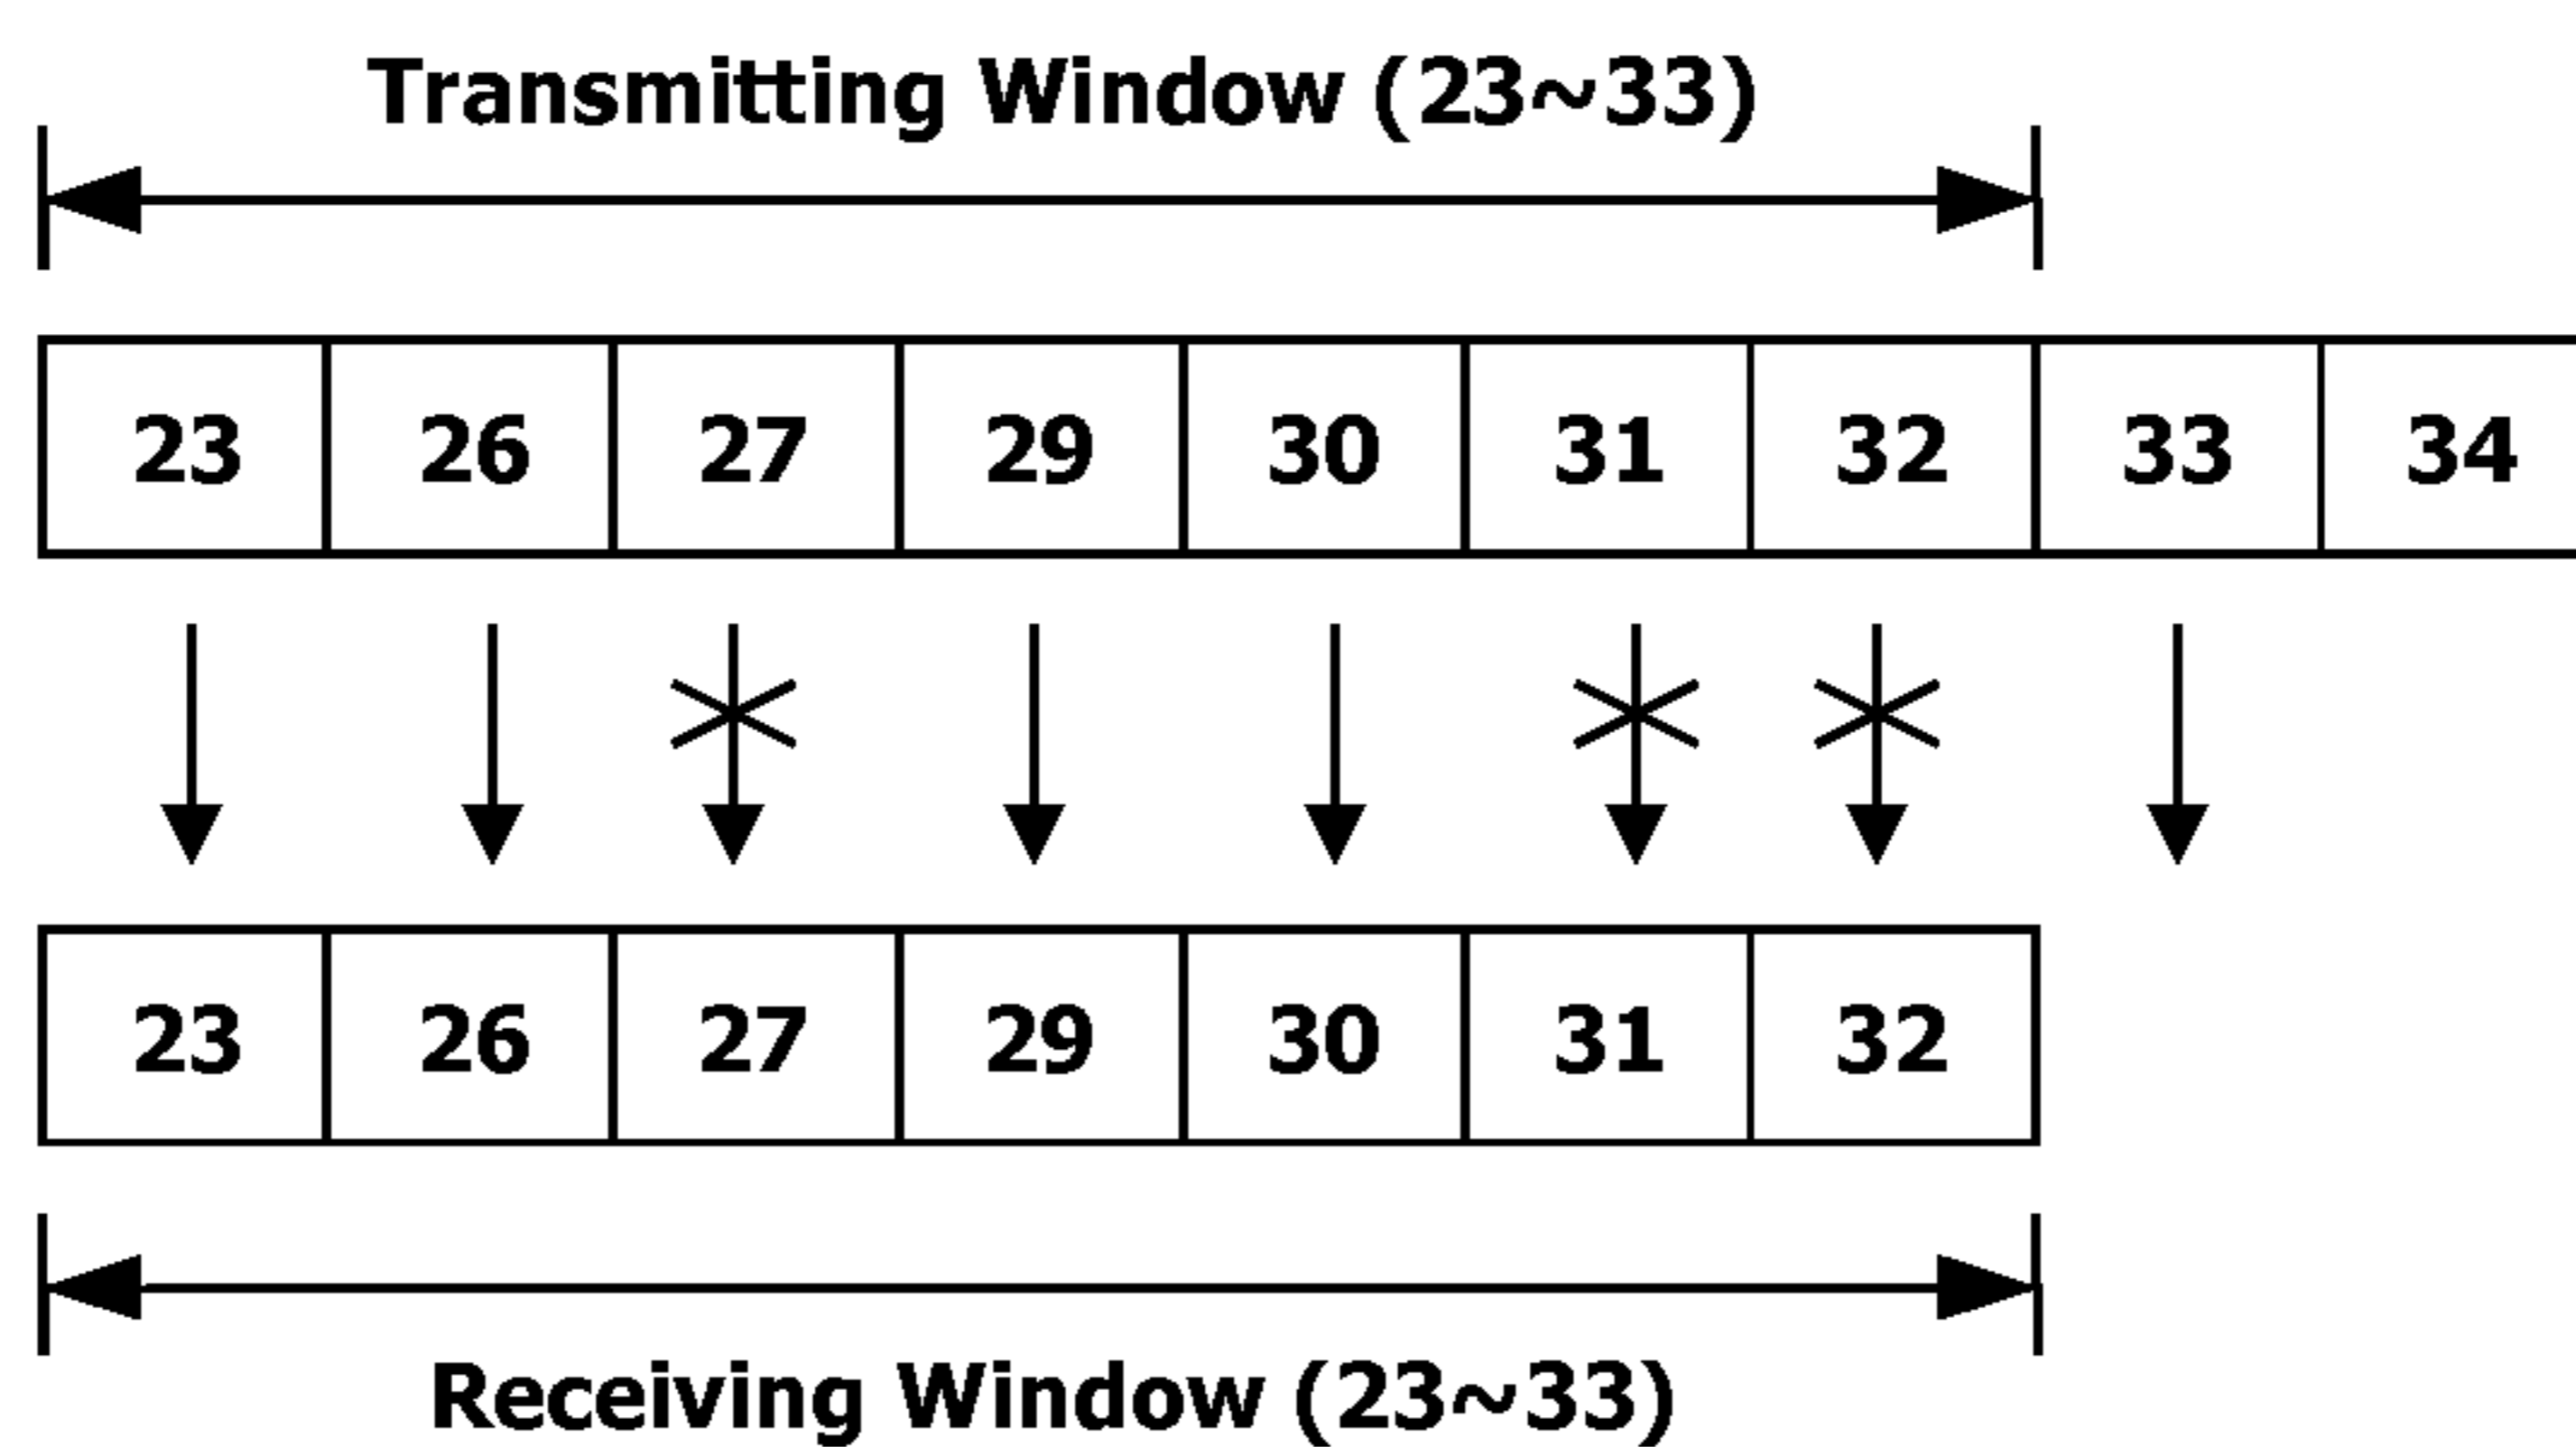 Transmitting Window (23~33)
23 26 27 29 30 31 32 33 34
23 26 27 29 30 31 32
Receiving Window (23~33)